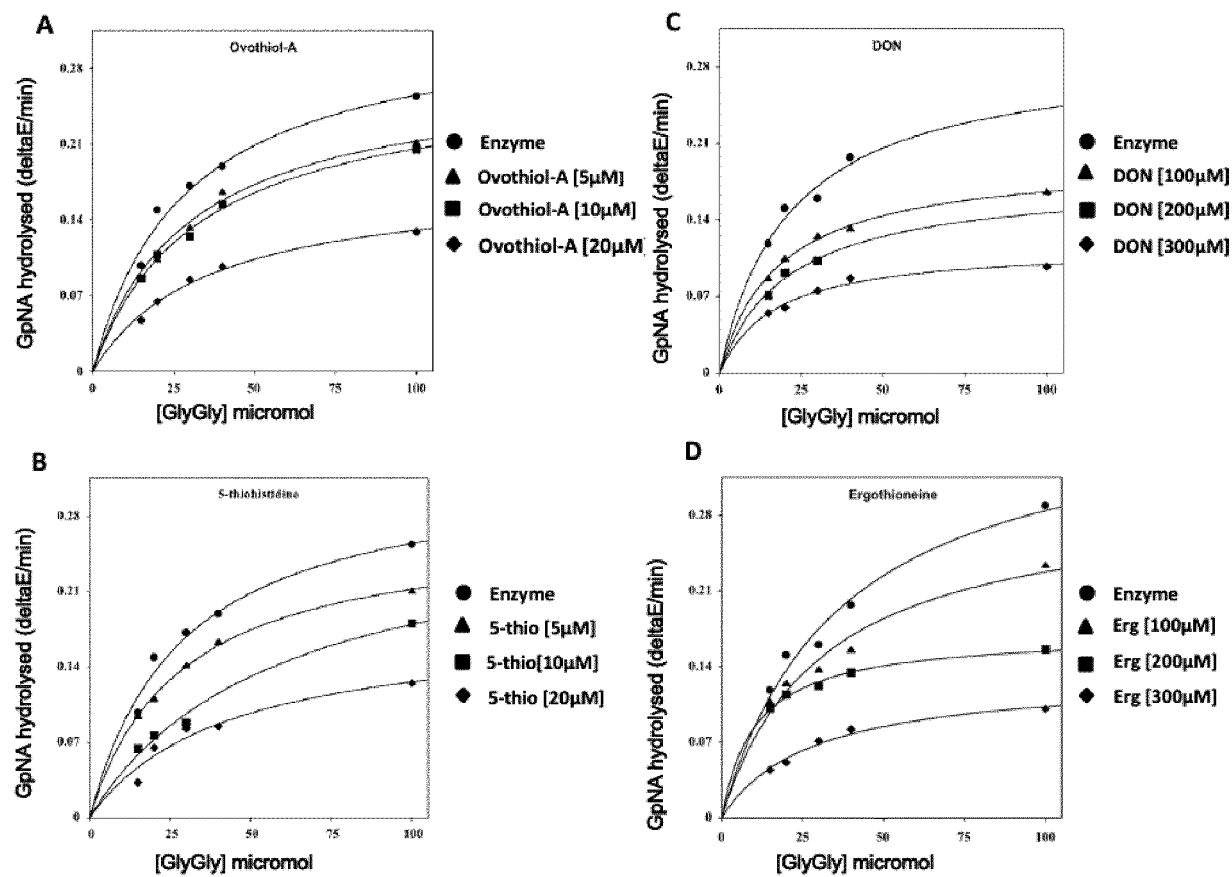 A
Ovothiol-A
GpNA hydrolysed (deltaE/min)
0.28
0.21
0.14
0.07
0
0 25 50 75 100
[GlyGly] micromol
Enzyme
Ovothiol-A [5µM]
Ovothiol-A [10µM]
Ovothiol-A [20µM]
C
DON
GpNA hydrolysed (deltaE/min)
0.28
0.21
0.14
0.07
0
0 25 50 75 100
[GlyGly] micromol
Enzyme
DON [100µM]
DON [200µM]
DON [300µM]
B
5-thiohistidine
GpNA hydrolysed (deltaE/min)
0.28
0.21
0.14
0.07
0
0 25 50 75 100
[GlyGly] micromol
Enzyme
5-thio [5µM]
5-thio[10µM]
5-thio [20µM]
D
Ergothioneine
GpNA hydrolysed (deltaE/min)
0.28
0.21
0.14
0.07
0
0 25 50 75 100
[GlyGly] micromol
Enzyme
Erg [100µM]
Erg [200µM]
Erg [300µM]